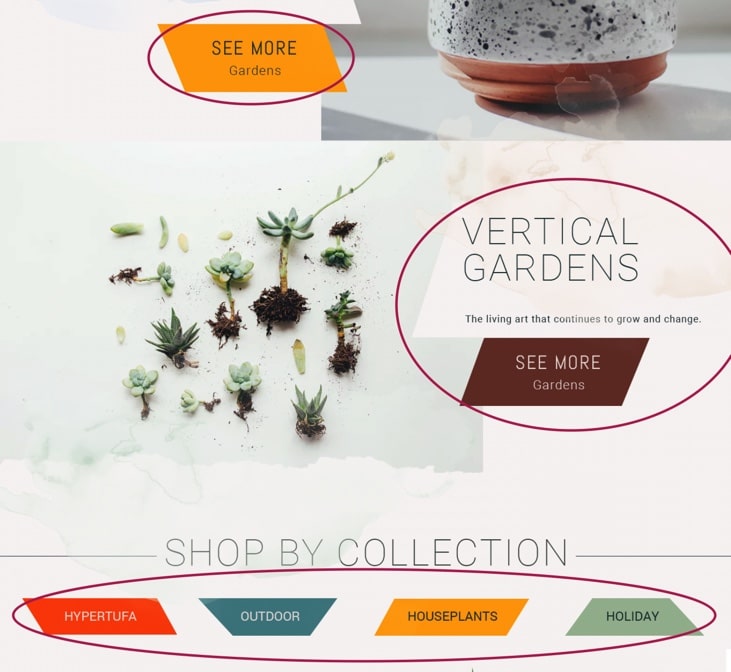 SEE MORE
Gardens
VERTICAL
GARDENS
The living art that continues to grow and change.
SEE MORE
Gardens
SHOP BY COLLECTION
HYPERTUFA
OUTDOOR
HOUSEPLANTS
HOLIDAY